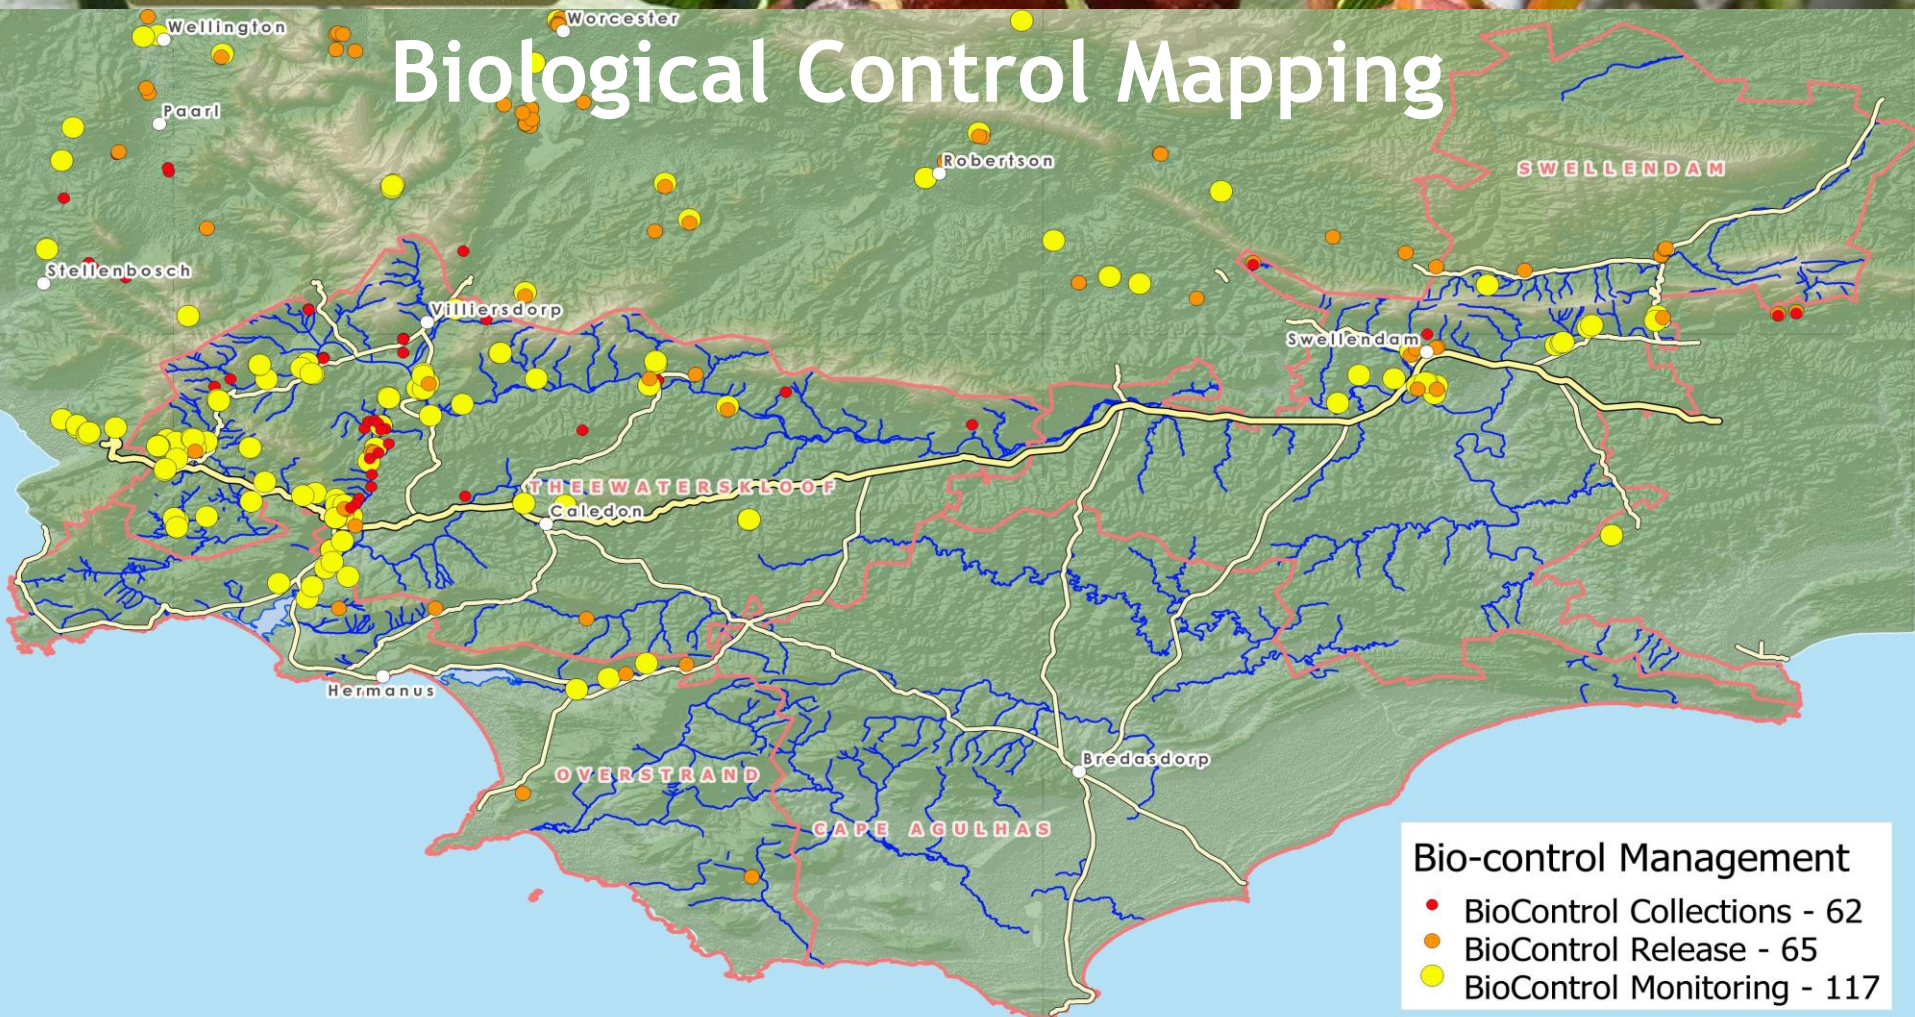 Biological Control Mapping
Wellington
Worcester
Paarl
Robertson
SWELLENDAM
Stellenbosch
Villiersdorp
Swellendam
THEEWATERSKLOOF
Caledon
Hermanus
Bredasdorp
OVERSTRAND
CAPE AGULHAS
Bio-control Management
BioControl Collections - 62
BioControl Release - 65
BioControl Monitoring - 117